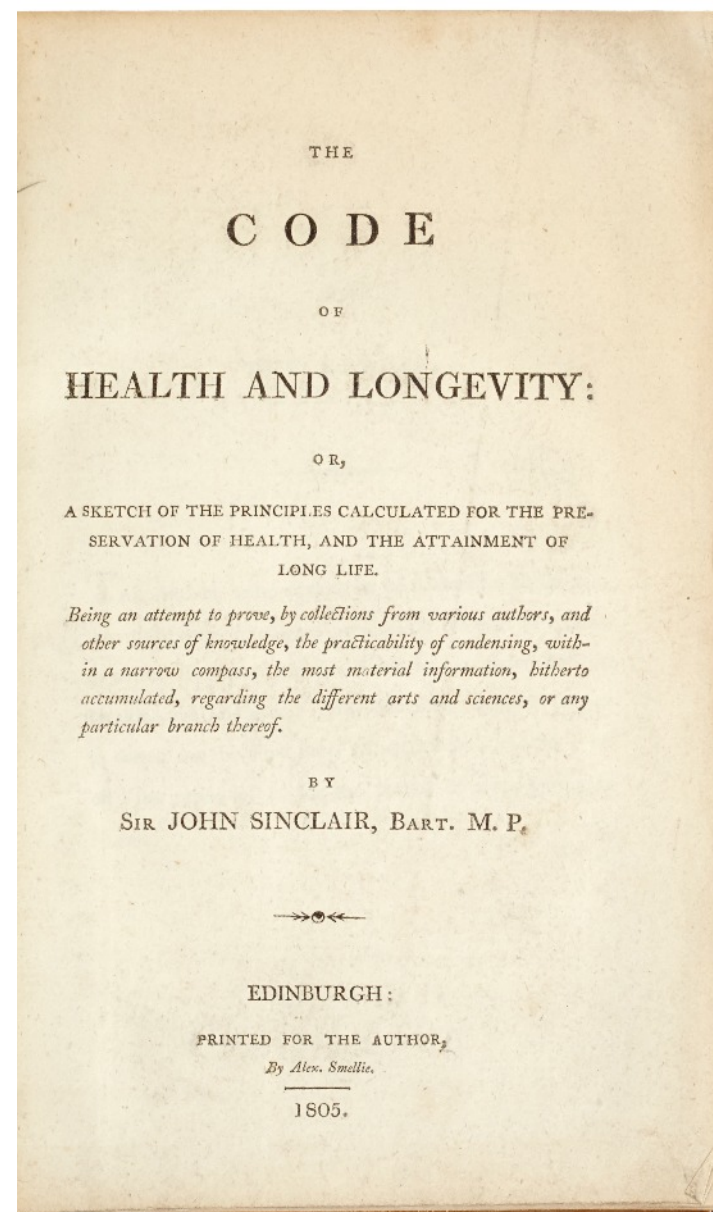 THE
CODE
OF
HEALTH AND LONGEVITY:
OR,
A SKETCH OF THE PRINCIPLES CALCULATED FOR THE PRE-
SERVATION OF HEALTH, AND THE ATTAINMENT OF
LONG LIFE.
Being an attempt to prove, by collections from various authors, and
other sources of knowledge, the practicability of condensing, with-
in a narrow compass, the most material information, hitherto
accumulated, regarding the different arts and sciences, or any
particular branch thereof.
BY
SIR JOHN SINCLAIR, BART. M. P.
EDINBURGH:
PRINTED FOR THE AUTHOR,
By Alex. Smellie.
1805.